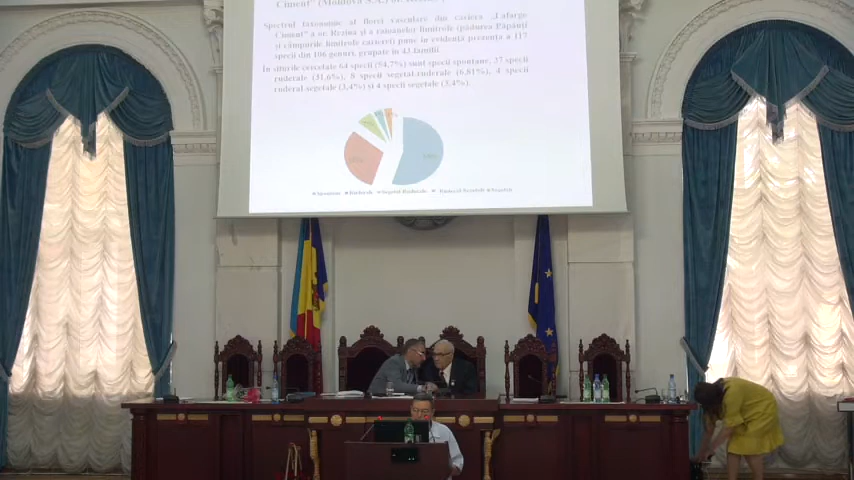 Ciment" (Moldova S.A.) or. Rezina
Spectrul taxonomic al florei vasculare din cariera „Lafarge
Ciment" a or. Rezina și a raioanelor limitrofe (pădurea Păpăuți
și câmpurile limitrofe carierei) pune în evidență prezența a 117
specii din 106 genuri, grupate în 43 familii.
În siturile cercetate 64 specii (54,7%) sunt specii spontane, 37 specii
ruderale (31,6%), 8 specii segetal-ruderale (6,81%), 4 specii
ruderal-segetale (3,4%) și 4 specii segetale (3,4%).